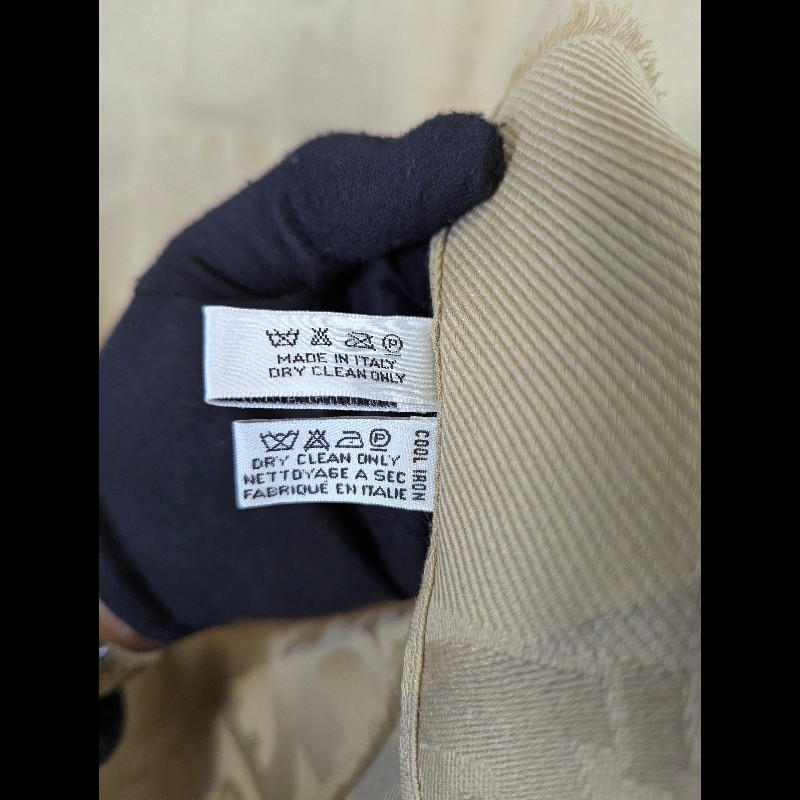 P
MADE IN ITALY
DRY CLEAN ONLY
P
DRY CLEAN ONLY
NETTOYAGE A SEC
FABRIQUÉ EN ITALIE
COOL IRON